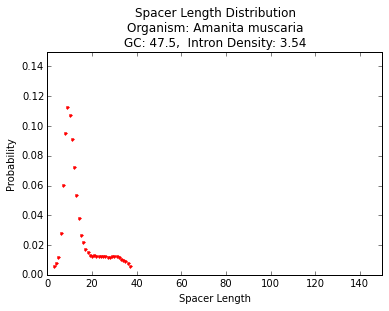 Spacer Length Distribution
Organism: Amanita muscaria
GC: 47.5,  Intron Density: 3.54
0.14
0.12
0.10
0.08
0.06
0.04
0.02
0.00
Probability
0 20 40 60 80 100 120 140
Spacer Length